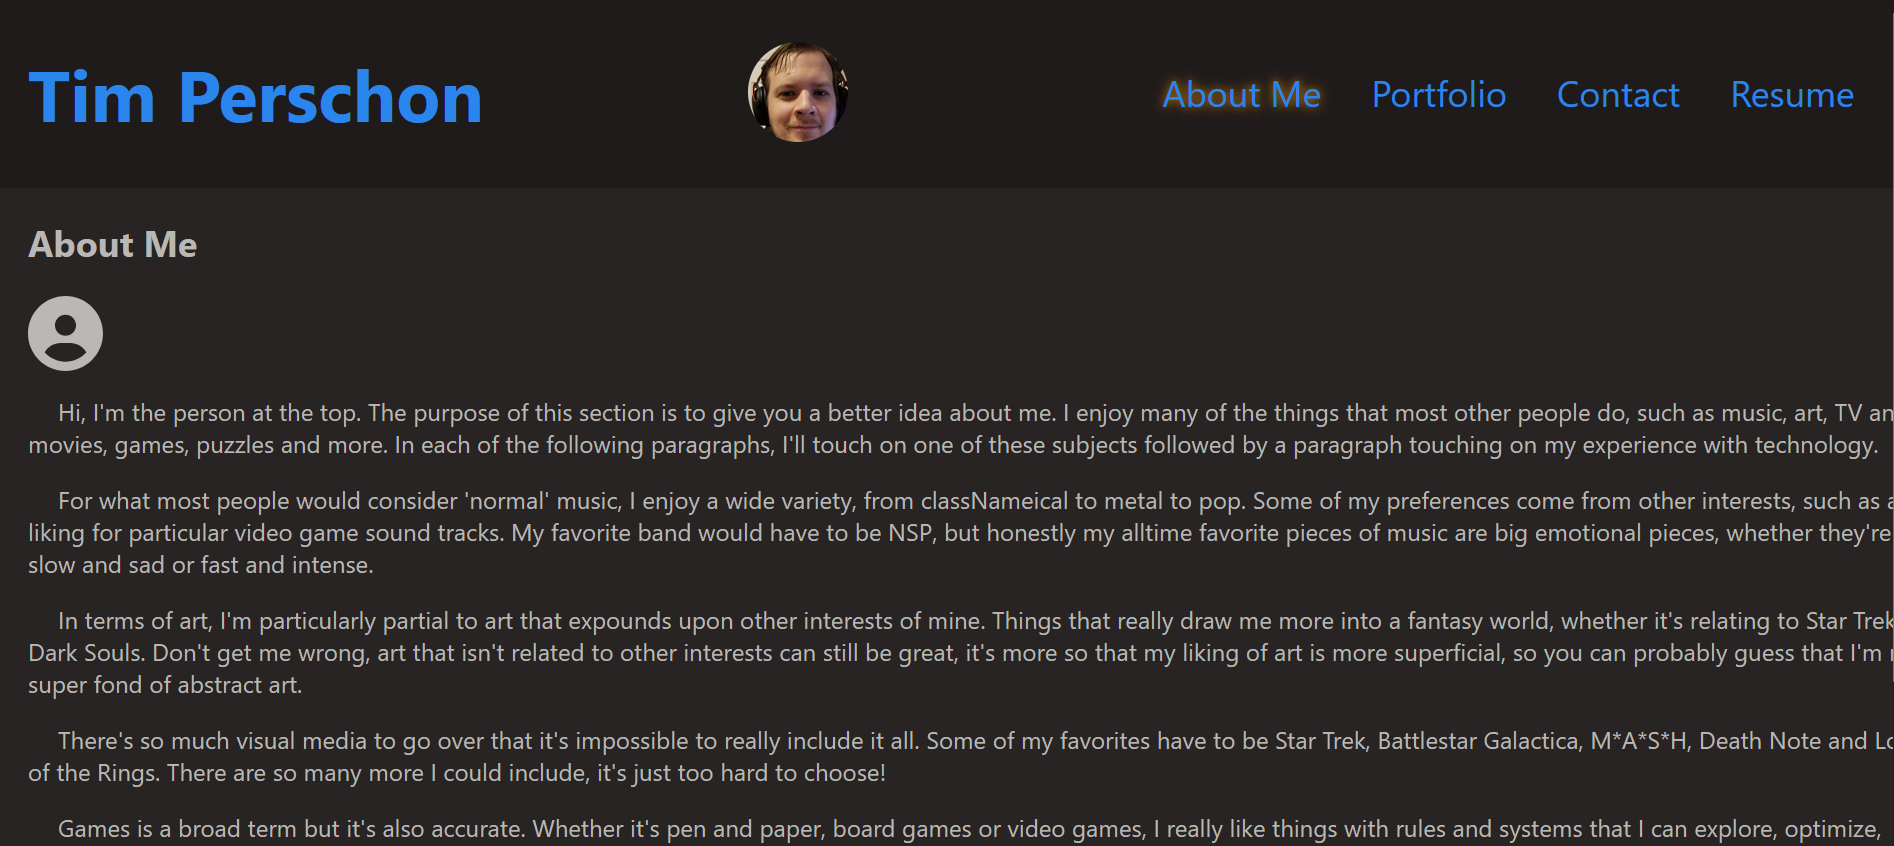 Tim Perschon
About Me Portfolio Contact Resume
About Me
Hi, I'm the person at the top. The purpose of this section is to give you a better idea about me. I enjoy many of the things that most other people do, such as music, art, TV
movies, games, puzzles and more. In each of the following paragraphs, I'll touch on one of these subjects followed by a paragraph touching on my experience with technology.
For what most people would consider 'normal' music, I enjoy a wide variety, from classNameical to metal to pop. Some of my preferences come from other interests, such as a
liking for particular video game sound tracks. My favorite band would have to be NSP, but honestly my alltime favorite pieces of music are big emotional pieces, whether they're
slow and sad or fast and intense.
In terms of art, I'm particularly partial to art that expounds upon other interests of mine. Things that really draw me more into a fantasy world, whether it's relating to Star Trek
Dark Souls. Don't get me wrong, art that isn't related to other interests can still be great, it's more so that my liking of art is more superficial, so you can probably guess that I'm
super fond of abstract art.
There's so much visual media to go over that it's impossible to really include it all. Some of my favorites have to be Star Trek, Battlestar Galactica, M*A*S*H, Death Note and
of the Rings. There are so many more I could include, it's just too hard to choose!
Games is a broad term but it's also accurate. Whether it's pen and paper, board games or video games, I really like things with rules and systems that I can explore, optimize,